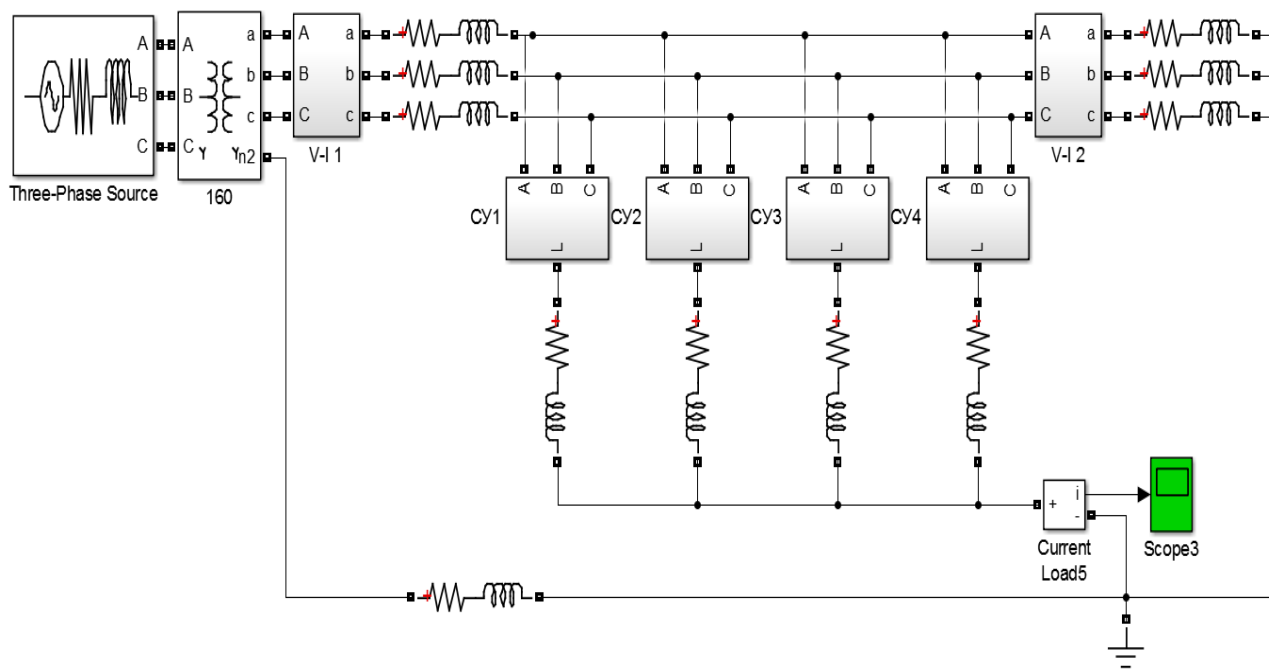 A
B
C
Three-Phase Source
A
B
C
a
b
c
Y
Yn2
160
A
B
C
a
b
c
V-I 1
A
B
C
a
b
c
V-I 2
A B C
L
СУ1
A B C
L
СУ2
A B C
L
СУ3
A B C
L
СУ4
+
i
-
Current
Load5
Scope3